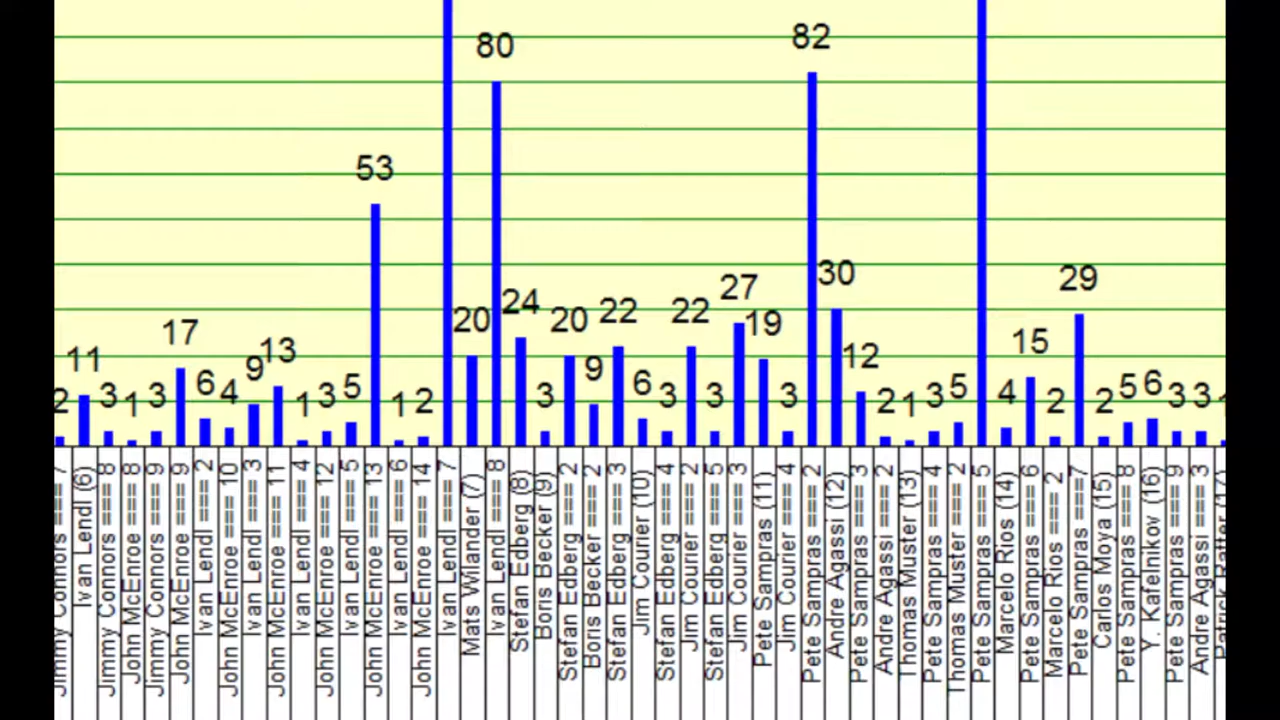 80
82
53
30
29
27
24
22
22
20
20
19
17
15
13
12
11
9
9
6
6
6
5
5
5
4
4
3
3
3
3
3
3
3
3
3
3
2
2
2
2
2
1
1
1
1
Jimmy Connors === 7
Ivan Lendl (6)
Jimmy Connors === 8
John McEnroe === 8
Jimmy Connors === 9
John McEnroe === 9
Ivan Lendl === 2
John McEnroe === 10
Ivan Lendl === 3
John McEnroe === 11
Ivan Lendl === 4
John McEnroe === 12
Ivan Lendl === 5
John McEnroe === 13
Ivan Lendl === 6
John McEnroe === 14
Ivan Lendl === 7
Mats Wilander (7)
Ivan Lendl === 8
Stefan Edberg (8)
Boris Becker (9)
Stefan Edberg === 2
Boris Becker === 2
Stefan Edberg === 3
Jim Courier (10)
Stefan Edberg === 4
Jim Courier === 2
Stefan Edberg === 5
Jim Courier === 3
Pete Sampras (11)
Jim Courier === 4
Pete Sampras === 2
Andre Agassi (12)
Pete Sampras === 3
Andre Agassi === 2
Thomas Muster (13)
Pete Sampras === 4
Thomas Muster === 2
Pete Sampras === 5
Marcelo Rios (14)
Pete Sampras === 6
Marcelo Rios === 2
Pete Sampras ===7
Carlos Moya (15)
Pete Sampras === 8
Y. Kafelnikov (16)
Pete Sampras === 9
Andre Agassi === 3
Patrick Rafter (17)